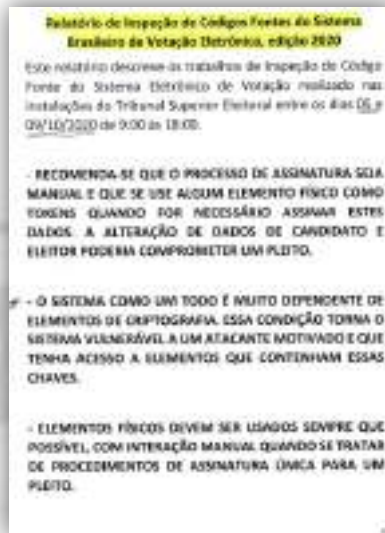 Relatório de Inspeção de Códigos Fontes do Sistema
Brasileiro de Votação Eletrônica, edição 2020
Este relatório descreve os trabalhos de Inspeção de Código
Fonte do Sistema Eletrônico de Votação realizado nas
instalações do Tribunal Superior Eleitoral entre os dias 05 e
09/10/2020 de 9:00 às 18:00.
- RECOMENDA-SE QUE O PROCESSO DE ASSINATURA SEJA
MANUAL E QUE SE USE ALGUM ELEMENTO FÍSICO COMO
TOKENS QUANDO FOR NECESSÁRIO ASSINAR ESTES
DADOS. A ALTERAÇÃO DE DADOS DE CANDIDATO E
ELEITOR PODERIA COMPROMETER UM PLEITO.
- O SISTEMA COMO UM TODO É MUITO DEPENDENTE DE
ELEMENTOS DE CRIPTOGRAFIA. ESSA CONDIÇÃO TORNA O
SISTEMA VULNERÁVEL A UM ATACANTE MOTIVADO E QUE
TENHA ACESSO A ELEMENTOS QUE CONTENHAM ESSAS
CHAVES.
- ELEMENTOS FÍSICOS DEVEM SER USADOS SEMPRE QUE
POSSÍVEL, COM INTERAÇÃO MANUAL QUANDO SE TRATAR
DE PROCEDIMENTOS DE ASSINATURA ÚNICA PARA UM
PLEITO.